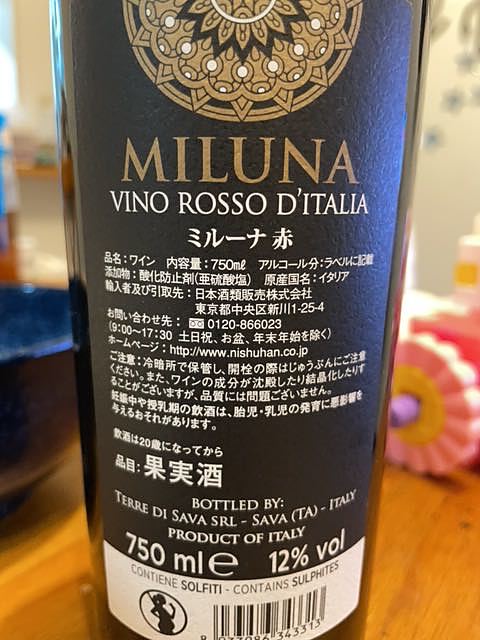 MILUNA
VINO ROSSO D'ITALIA
ミルーナ 赤
品名：ワイン 内容量：750mℓ アルコール分：ラベルに記載
添加物：酸化防止剤（亜硫酸塩） 原産国名：イタリア
輸入者及び引取先：日本酒類販売株式会社
東京都中央区新川1-25-4
お問い合わせ先： 0120-866023
（9:00〜17:30 土日祝、お盆、年末年始を除く）
ホームページ：http://www.nishuhan.co.jp
ご注意：冷暗所で保管し、開栓の際はじゅうぶんにご注意
ください。また、ワインの成分が沈殿したり結晶化したりす
ることがございますが、品質には問題ございません。
妊娠中や授乳期の飲酒は、胎児・乳児の発育に悪影響を
与えるおそれがあります。
飲酒は20歳になってから
品目：果実酒
BOTTLED BY:
TERRE DI SAVA SRL - SAVA (TA) - ITALY
PRODUCT OF ITALY
750 ml e 12% vol
CONTIENE SOLFITI - CONTAINS SULPHITES
8 033086 343313